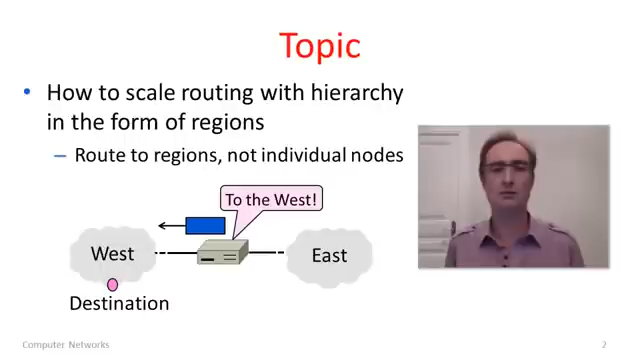 Topic
• How to scale routing with hierarchy
in the form of regions
– Route to regions, not individual nodes
To the West!
West
East
Destination
Computer Networks
2